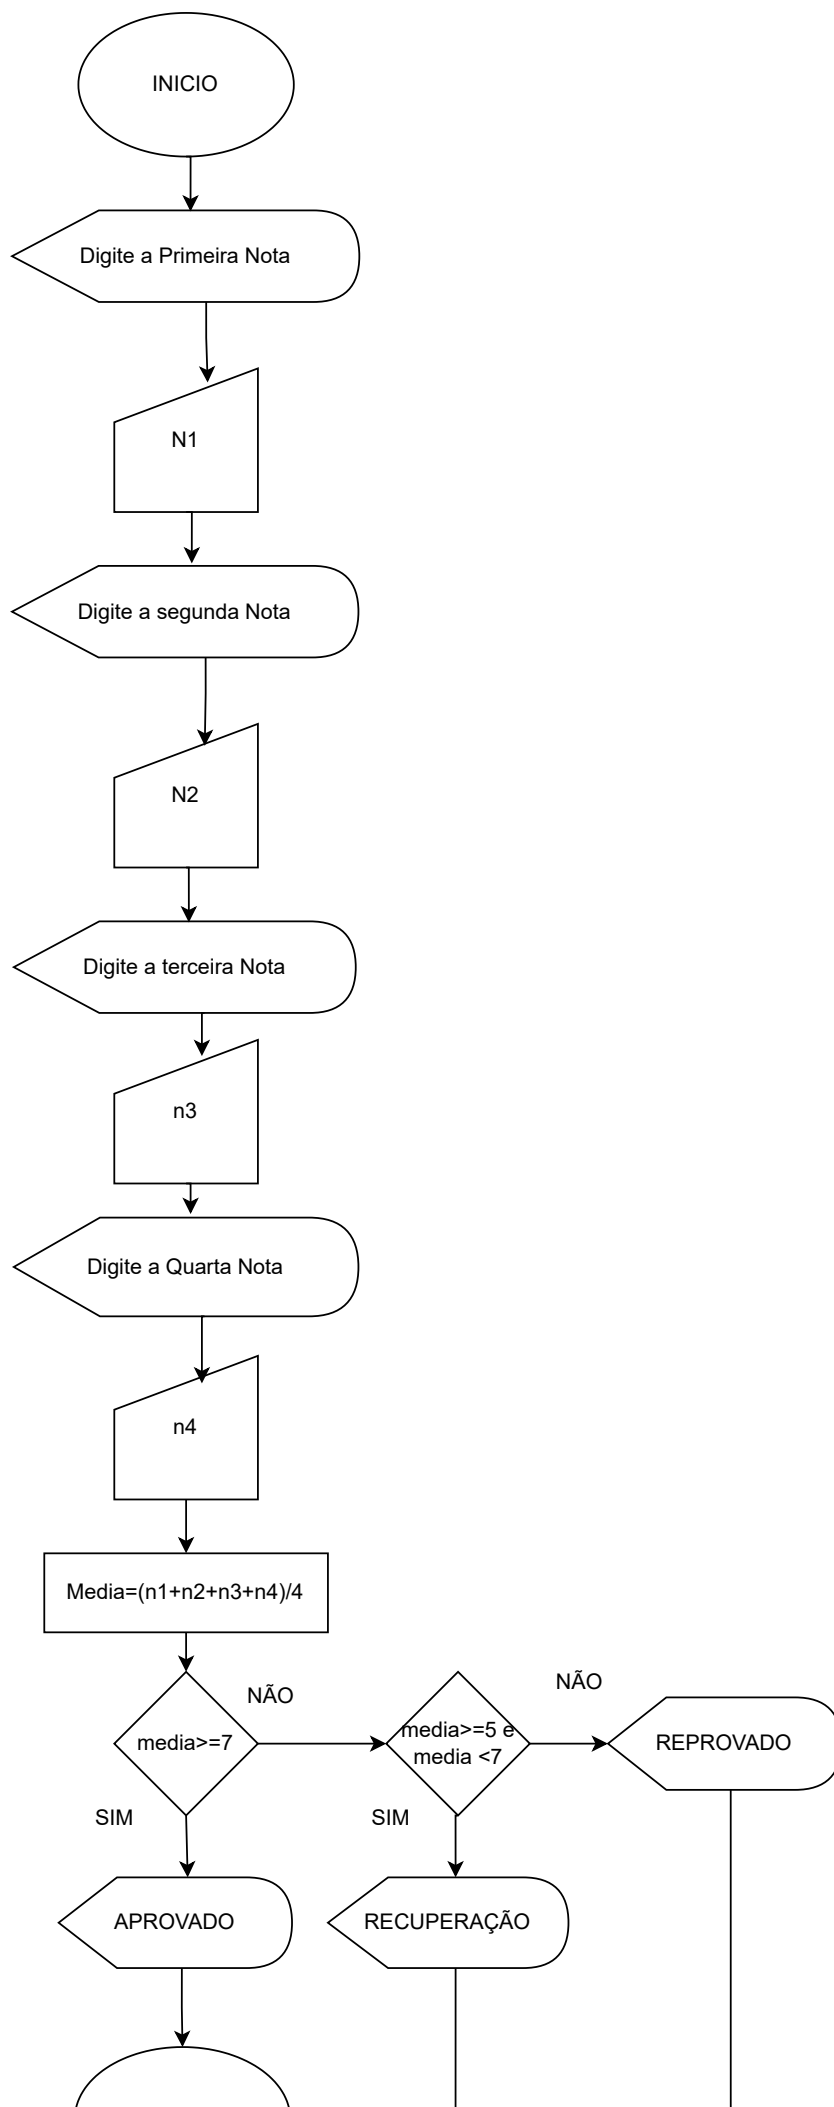 INICIO
Digite a Primeira Nota
N1
Digite a segunda Nota
N2
Digite a terceira Nota
n3
Digite a Quarta Nota
n4
Media=(n1+n2+n3+n4)/4
media>=7
NÃO
media>=5 e
media <7
NÃO
REPROVADO
SIM
SIM
APROVADO
RECUPERAÇÃO